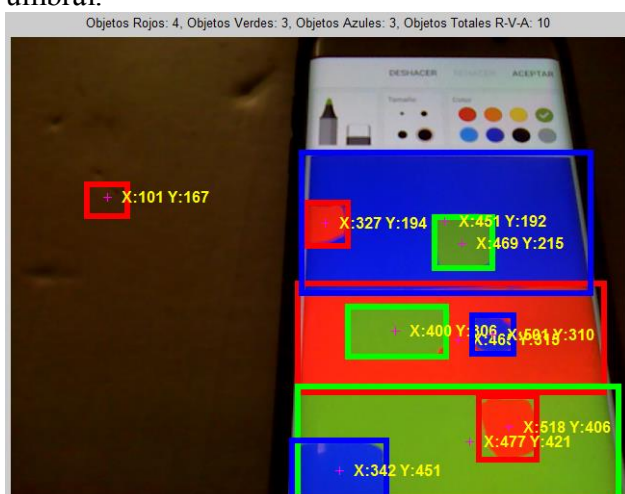 umbral.
Objetos Rojos: 4, Objetos Verdes: 3, Objetos Azules: 3, Objetos Totales R-V-A: 10
DESHACER ACEPTAR
Tamaño Color
X:101 Y:167
X:327 Y:194
X:451 Y:192
X:469 Y:215
X:400 Y:306
X:501 Y:310
X:518 Y:406
X:477 Y:421
X:342 Y:451